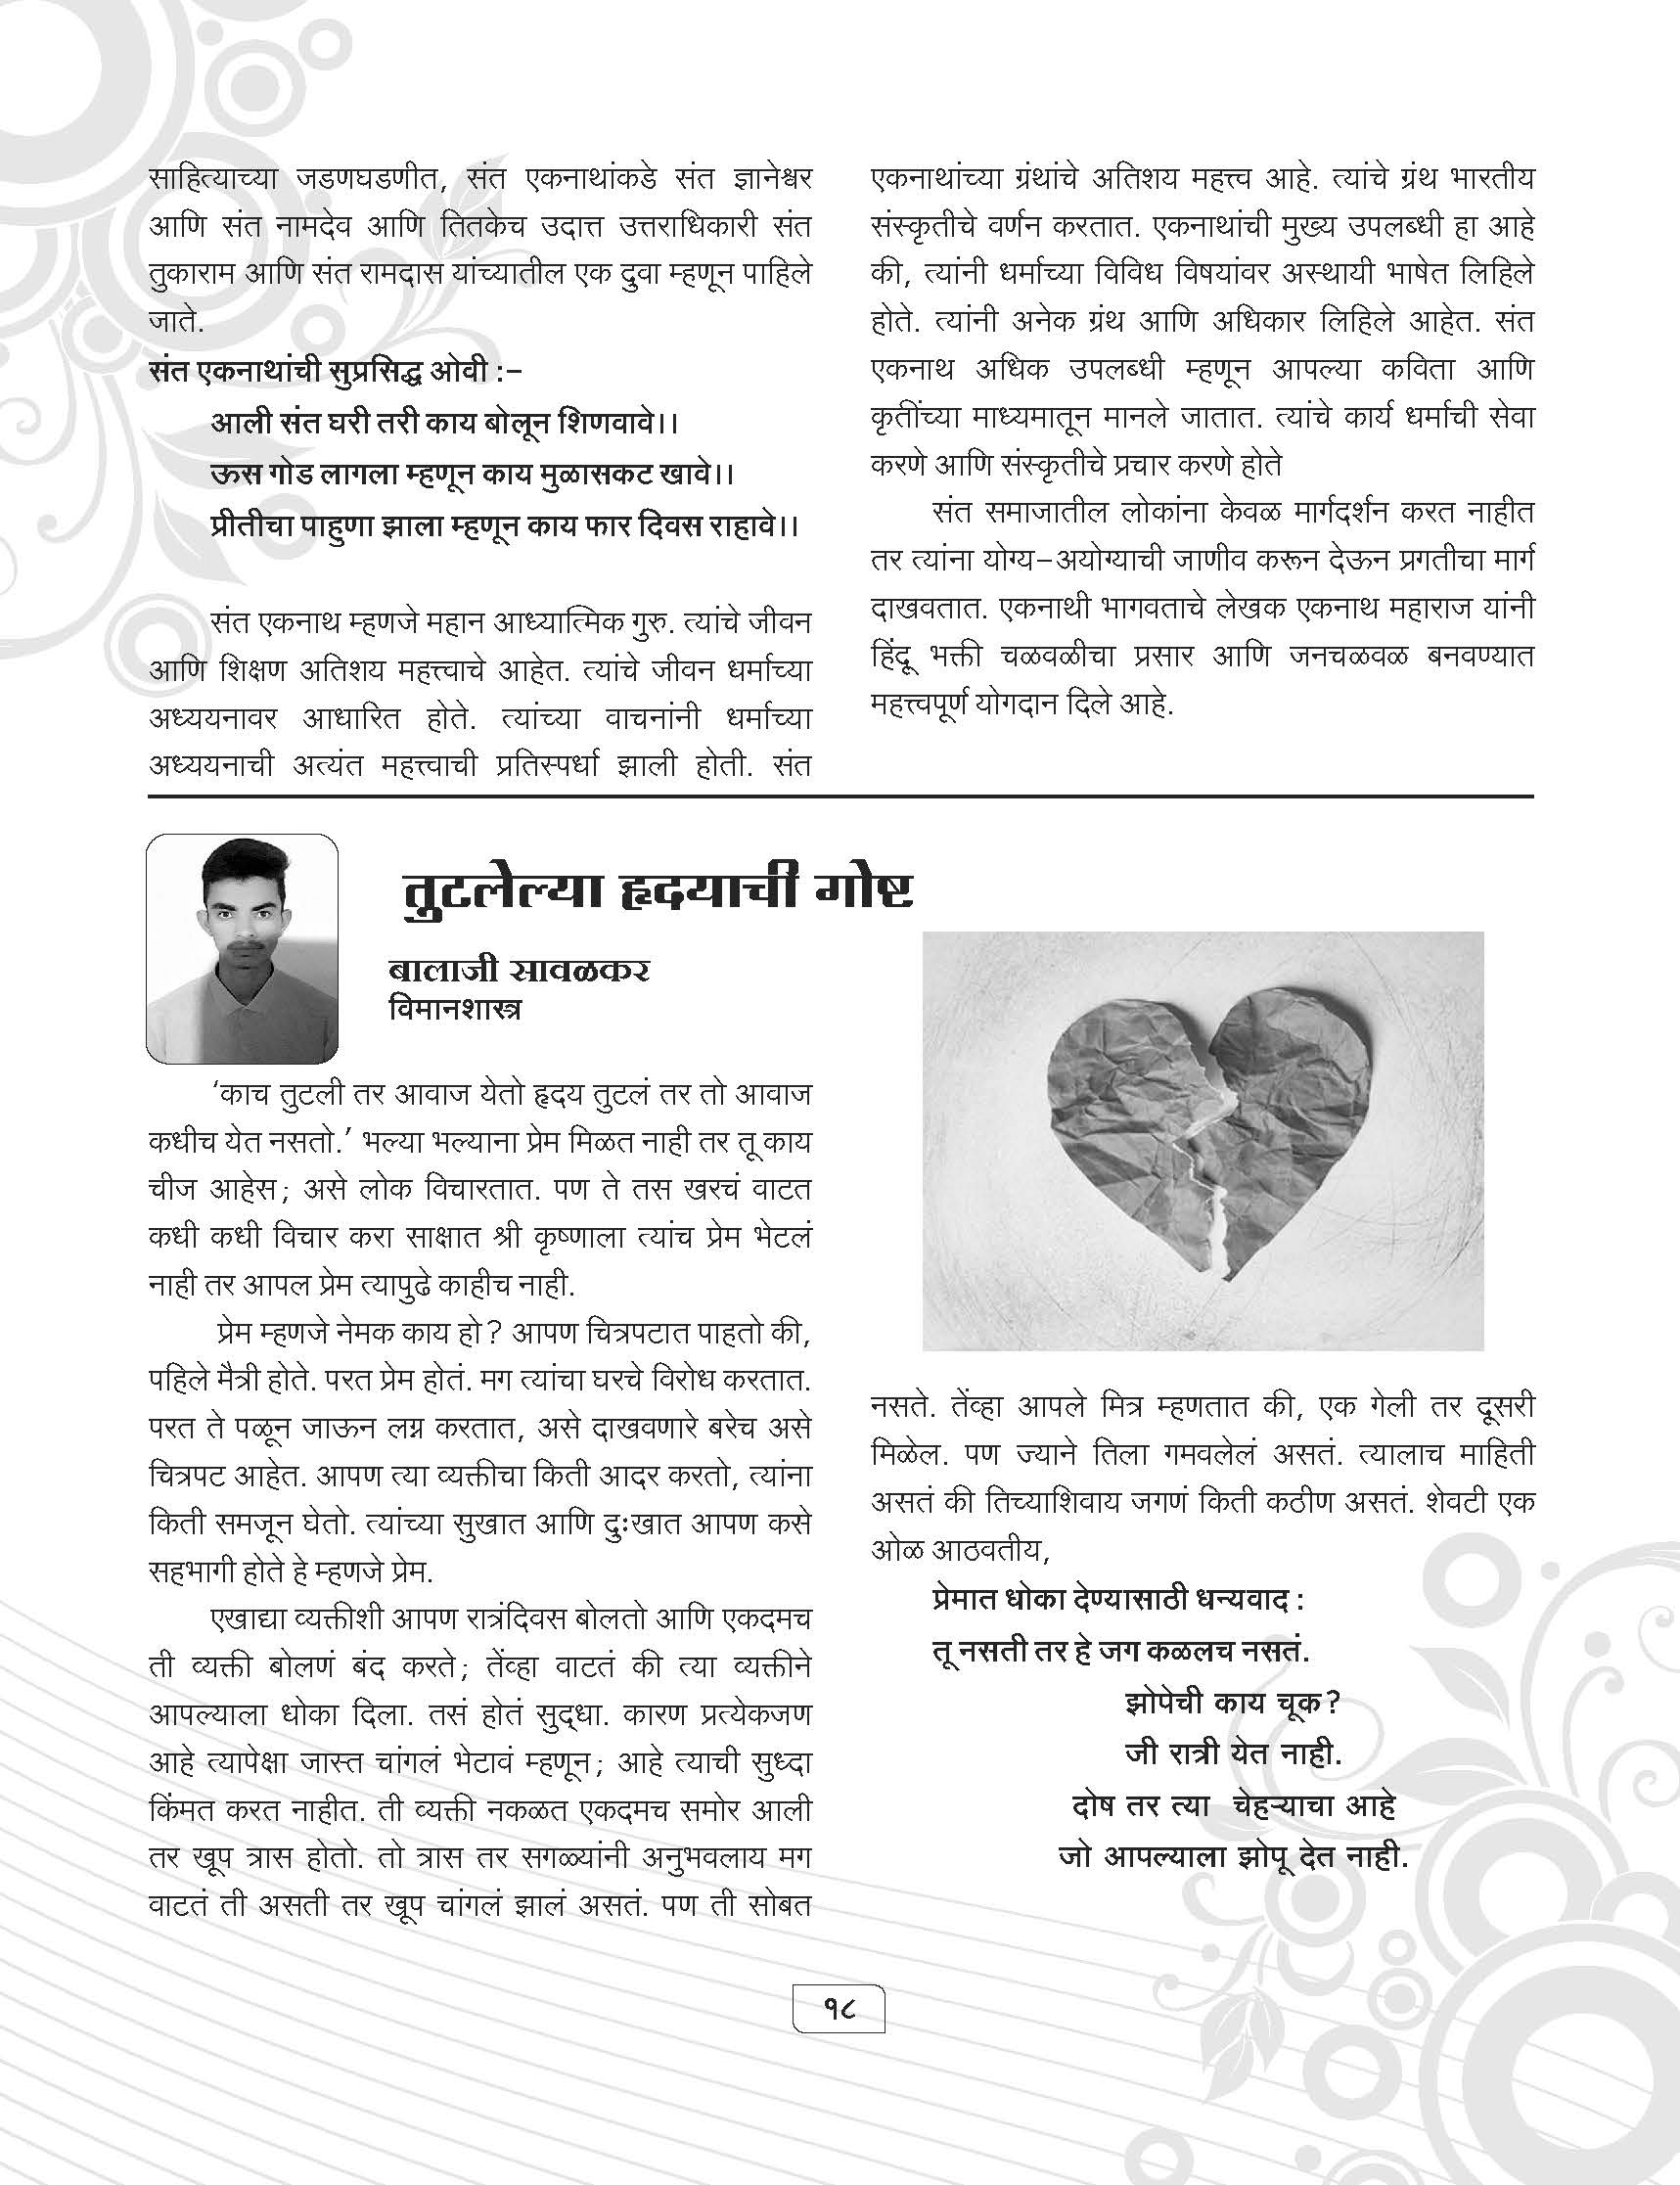 साहित्याच्या जडणघडणीत, संत एकनाथांकडे संत ज्ञानेश्वर
आणि संत नामदेव आणि तितकेच उदात्त उत्तराधिकारी संत
तुकाराम आणि संत रामदास यांच्यातील एक दुवा म्हणून पाहिले
जाते.
संत एकनाथांची सुप्रसिद्ध ओवी :-
आली संत घरी तरी काय बोलून शिणवावे।।
ऊस गोड लागला म्हणून काय मुळासकट खावे।।
प्रीतीचा पाहुणा झाला म्हणून काय फार दिवस राहावे।।
संत एकनाथ म्हणजे महान आध्यात्मिक गुरु. त्यांचे जीवन
आणि शिक्षण अतिशय महत्त्वाचे आहेत. त्यांचे जीवन धर्माच्या
अध्ययनावर आधारित होते. त्यांच्या वाचनांनी धर्माच्या
अध्ययनाची अत्यंत महत्त्वाची प्रतिस्पर्धा झाली होती. संत
एकनाथांच्या ग्रंथांचे अतिशय महत्त्व आहे. त्यांचे ग्रंथ भारतीय
संस्कृतीचे वर्णन करतात. एकनाथांची मुख्य उपलब्धी हा आहे
की, त्यांनी धर्माच्या विविध विषयांवर अस्थायी भाषेत लिहिले
होते. त्यांनी अनेक ग्रंथ आणि अधिकार लिहिले आहेत. संत
एकनाथ अधिक उपलब्धी म्हणून आपल्या कविता आणि
कृतींच्या माध्यमातून मानले जातात. त्यांचे कार्य धर्माची सेवा
करणे आणि संस्कृतीचे प्रचार करणे होते
संत समाजातील लोकांना केवळ मार्गदर्शन करत नाहीत
तर त्यांना योग्य-अयोग्याची जाणीव करून देऊन प्रगतीचा मार्ग
दाखवतात. एकनाथी भागवताचे लेखक एकनाथ महाराज यांनी
हिंदू भक्ती चळवळीचा प्रसार आणि जनचळवळ बनवण्यात
महत्त्वपूर्ण योगदान दिले आहे.
तुटलेल्या हृदयाची गोष्ट
बालाजी सावळकर
विमानशास्त्र
‘काच तुटली तर आवाज येतो हृदय तुटलं तर तो आवाज
कधीच येत नसतो.’ भल्या भल्याना प्रेम मिळत नाही तर तू काय
चीज आहेस; असे लोक विचारतात. पण ते तस खरचं वाटत
कधी कधी विचार करा साक्षात श्री कृष्णाला त्यांच प्रेम भेटलं
नाही तर आपल प्रेम त्यापुढे काहीच नाही.
प्रेम म्हणजे नेमक काय हो? आपण चित्रपटात पाहतो की,
पहिले मैत्री होते. परत प्रेम होतं. मग त्यांचा घरचे विरोध करतात.
परत ते पळून जाऊन लग्न करतात, असे दाखवणारे बरेच असे
चित्रपट आहेत. आपण त्या व्यक्तीचा किती आदर करतो, त्यांना
किती समजून घेतो. त्यांच्या सुखात आणि दुःखात आपण कसे
सहभागी होते हे म्हणजे प्रेम.
एखाद्या व्यक्तीशी आपण रात्रंदिवस बोलतो आणि एकदमच
ती व्यक्ती बोलणं बंद करते; तेंव्हा वाटतं की त्या व्यक्तीने
आपल्याला धोका दिला. तसं होतं सुद्धा. कारण प्रत्येकजण
आहे त्यापेक्षा जास्त चांगलं भेटावं म्हणून; आहे त्याची सुध्दा
किंमत करत नाहीत. ती व्यक्ती नकळत एकदमच समोर आली
तर खूप त्रास होतो. तो त्रास तर सगळ्यांनी अनुभवलाय मग
वाटतं ती असती तर खूप चांगलं झालं असतं. पण ती सोबत
नसते. तेंव्हा आपले मित्र म्हणतात की, एक गेली तर दूसरी
मिळेल. पण ज्याने तिला गमवलेलं असतं. त्यालाच माहिती
असतं की तिच्याशिवाय जगणं किती कठीण असतं. शेवटी एक
ओळ आठवतीय,
प्रेमात धोका देण्यासाठी धन्यवाद :
तू नसती तर हे जग कळलच नसतं.
झोपेची काय चूक?
जी रात्री येत नाही.
दोष तर त्या चेहऱ्याचा आहे
जो आपल्याला झोपू देत नाही.
१८